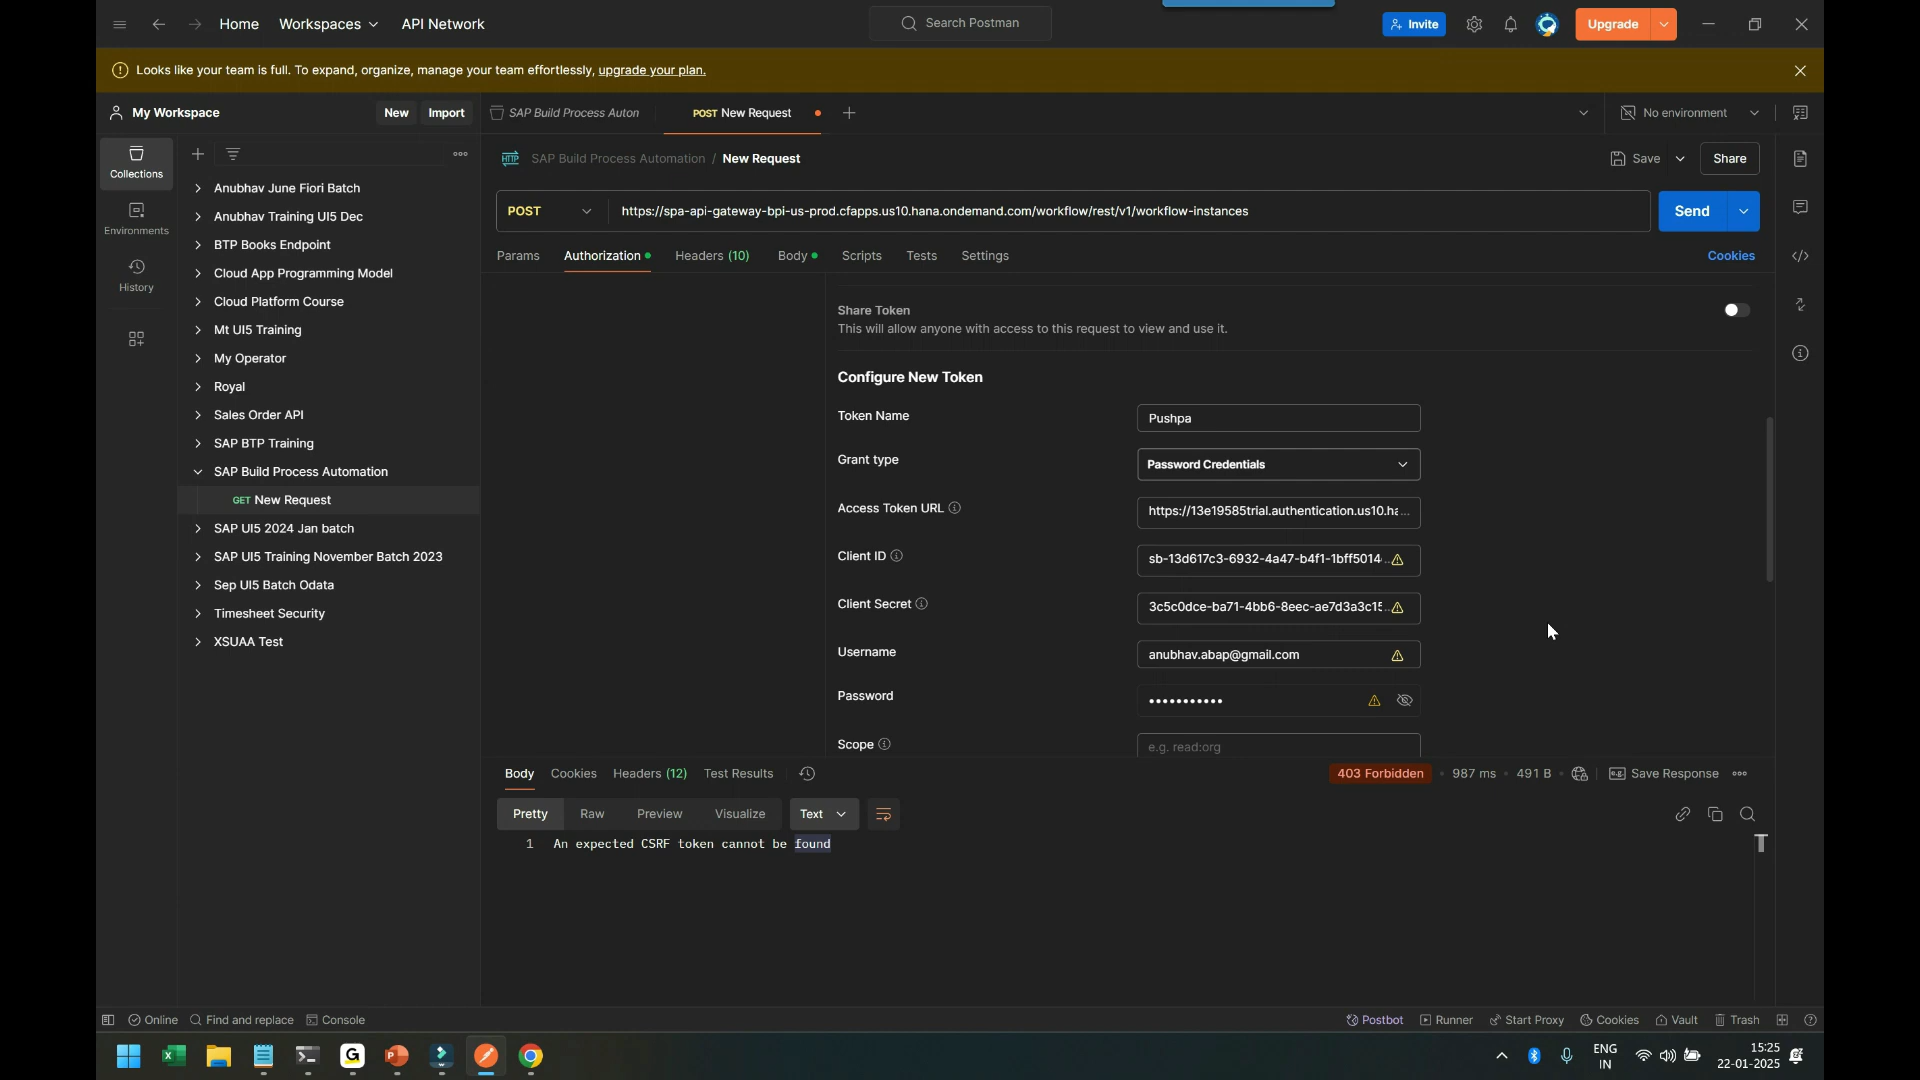 Home
Workspaces
API Network
Search Postman
Invite
Upgrade
Looks like your team is full. To expand, organize, manage your team effortlessly, upgrade your plan.
My Workspace
New
Import
SAP Build Process Auton
POST New Request
No environment
Collections
Environments
History
Anubhav June Fiori Batch
Anubhav Training UI5 Dec
BTP Books Endpoint
Cloud App Programming Model
Cloud Platform Course
Mt UI5 Training
My Operator
Royal
Sales Order API
SAP BTP Training
SAP Build Process Automation
GET New Request
SAP UI5 2024 Jan batch
SAP UI5 Training November Batch 2023
Sep UI5 Batch Odata
Timesheet Security
XSUAA Test
HTTP SAP Build Process Automation / New Request
Save
Share
POST
https://spa-api-gateway-bpi-us-prod.cfapps.us10.hana.ondemand.com/workflow/rest/v1/workflow-instances
Send
Params
Authorization
Headers (10)
Body
Scripts
Tests
Settings
Cookies
Share Token
This will allow anyone with access to this request to view and use it.
Configure New Token
Token Name
Pushpa
Grant type
Password Credentials
Access Token URL
https://13e19585trial.authentication.us10.ha...
Client ID
sb-13d617c3-6932-4a47-b4f1-1bff5014...
Client Secret
3c5c0dce-ba71-4bb6-8eec-ae7d3a3c15...
Username
anubhav.abap@gmail.com
Password
•••••••••••
Scope
e.g. read:org
Body
Cookies
Headers (12)
Test Results
403 Forbidden
987 ms
491 B
e.g. Save Response
Pretty
Raw
Preview
Visualize
Text
1 An expected CSRF token cannot be found
Online
Find and replace
Console
Postbot
Runner
Start Proxy
Cookies
Vault
Trash
ENG
IN
15:25
22-01-2025